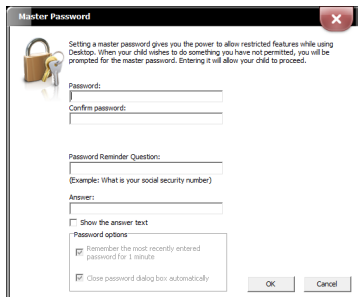 Master Password
Setting a master password gives you the power to allow restricted features while using
Desktop. When your child wishes to do something you have not permitted, you will be
prompted for the master password. Entering it will allow your child to proceed.
Password:
Confirm password:
Password Reminder Question:
(Example: What is your social security number)
Answer:
Show the answer text
Password options
Remember the most recently entered
password for 1 minute
Close password dialog box automatically
OK Cancel